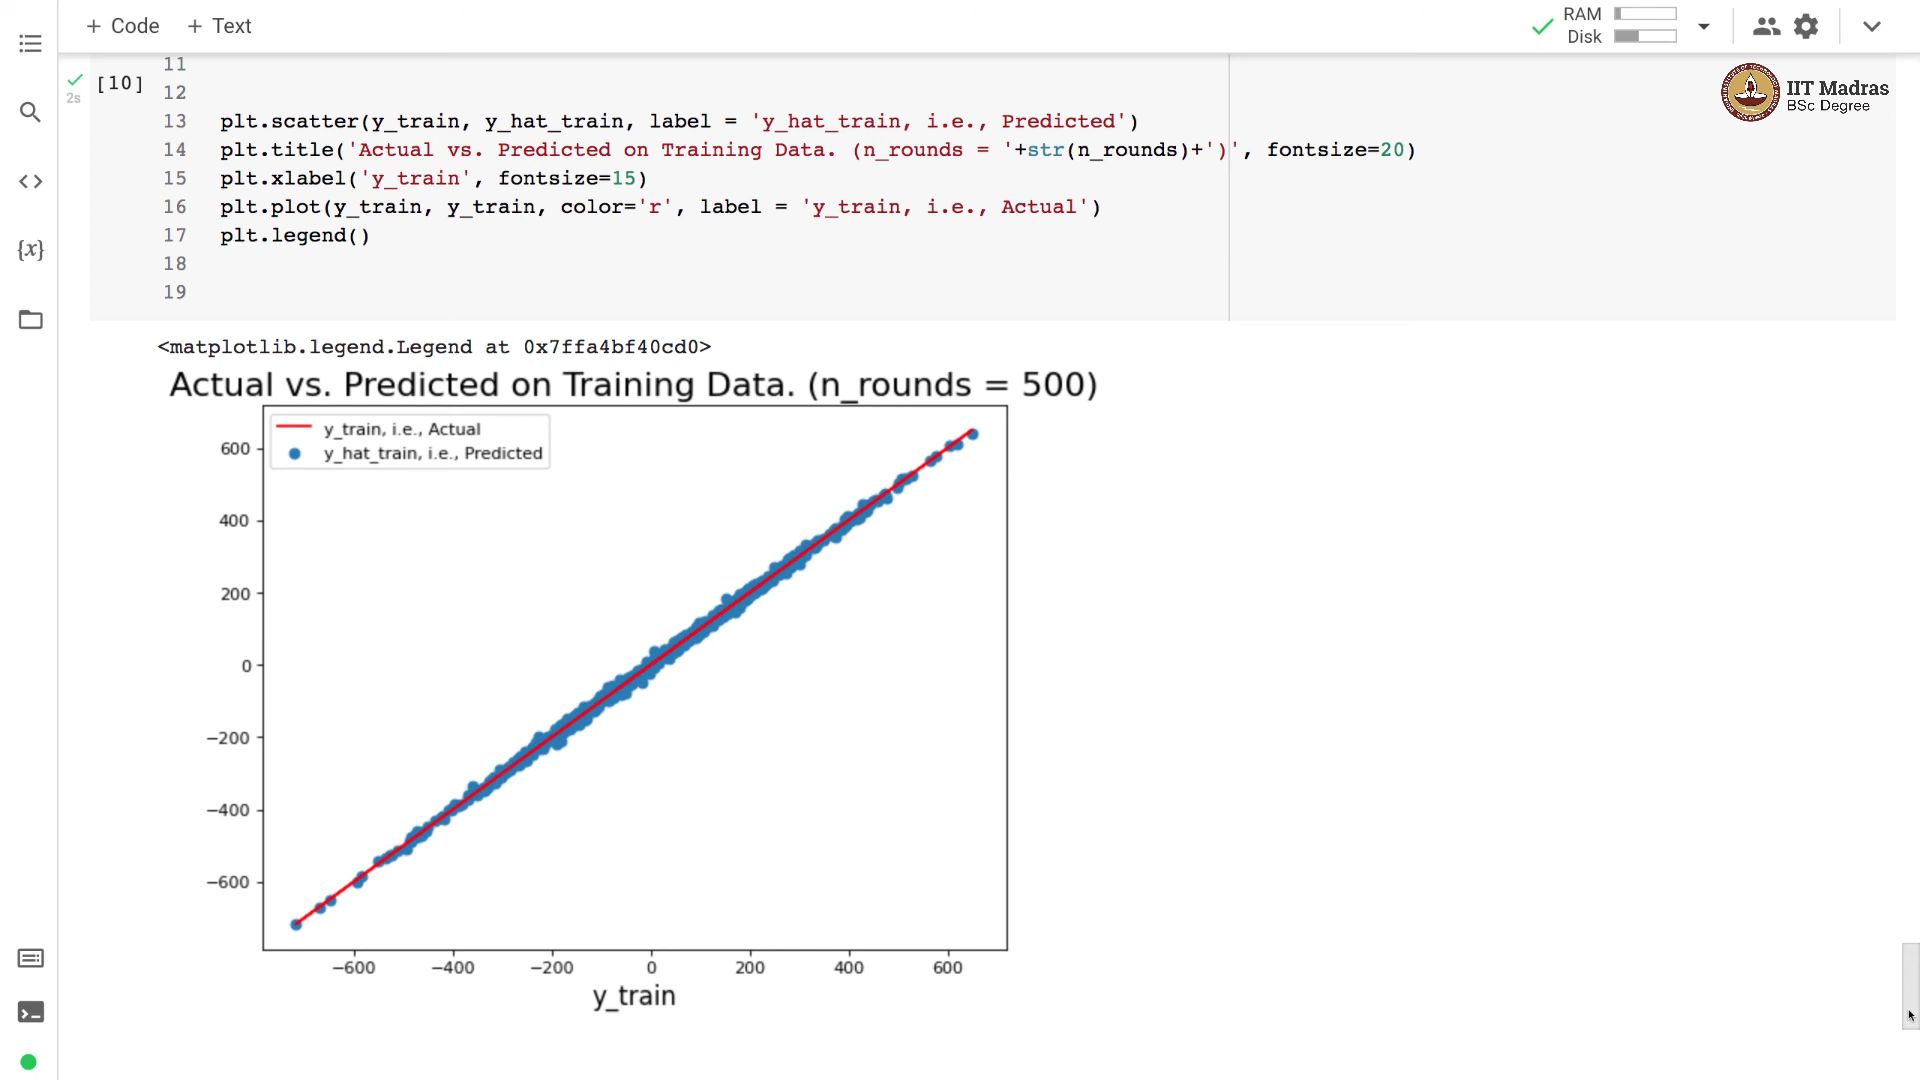 + Code + Text
RAM
Disk
IIT Madras
BSc Degree
[10]
2s
11
12
13 plt.scatter(y_train, y_hat_train, label = 'y_hat_train, i.e., Predicted')
14 plt.title('Actual vs. Predicted on Training Data. (n_rounds = '+str(n_rounds)+')', fontsize=20)
15 plt.xlabel('y_train', fontsize=15)
16 plt.plot(y_train, y_train, color='r', label = 'y_train, i.e., Actual')
17 plt.legend()
18
19
<matplotlib.legend.Legend at 0x7ffa4bf40cd0>
Actual vs. Predicted on Training Data. (n_rounds = 500)
y_train, i.e., Actual
y_hat_train, i.e., Predicted
600
400
200
0
−200
−400
−600
−600 −400 −200 0 200 400 600
y_train